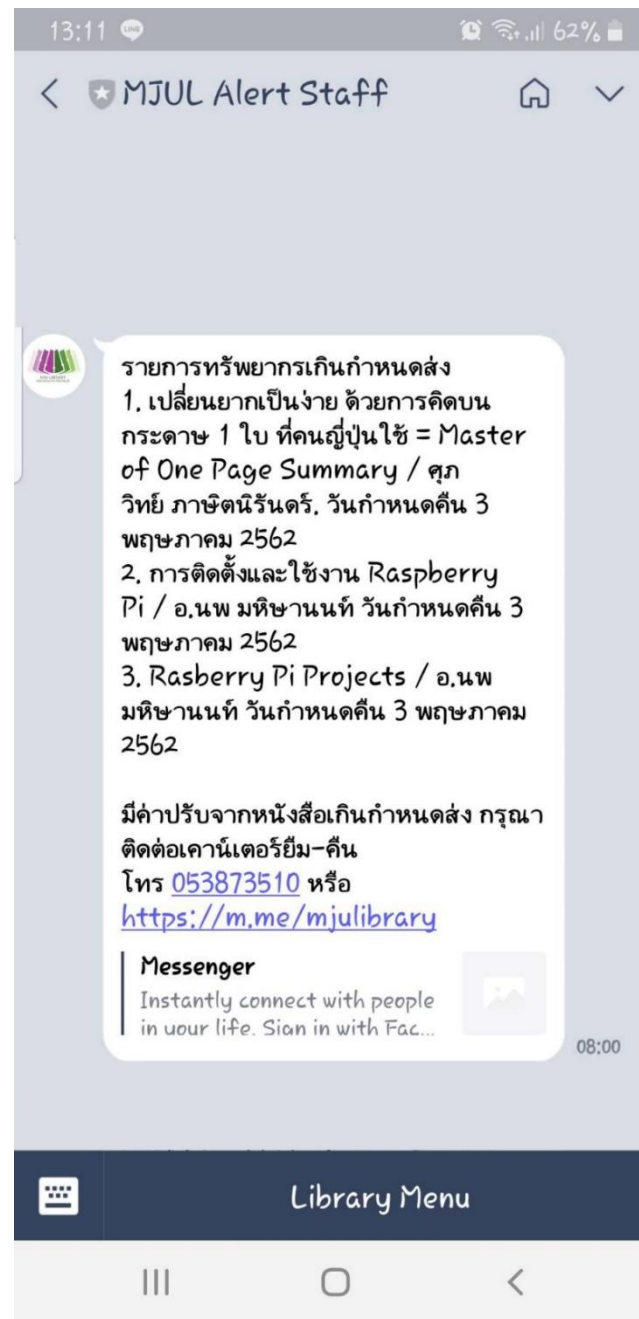 13:11
62%
MJUL Alert Staff
รายการทรัพยากรเกินกำหนดส่ง
1. เปลี่ยนยากเป็นง่าย ด้วยการคิดบน
กระดาษ 1 ใบ ที่คนญี่ปุ่นใช้ = Master
of One Page Summary / ศุภ
วิทย์ ภาษิตนิรันดร์. วันกำหนดคืน 3
พฤษภาคม 2562
2. การติดตั้งและใช้งาน Raspberry
Pi / อ.นพ มหิษานนท์ วันกำหนดคืน 3
พฤษภาคม 2562
3. Rasberry Pi Projects / อ.นพ
มหิษานนท์ วันกำหนดคืน 3 พฤษภาคม
2562
มีค่าปรับจากหนังสือเกินกำหนดส่ง กรุณา
ติดต่อเคาน์เตอร์ยืม-คืน
โทร 053873510 หรือ
https://m.me/mjulibrary
Messenger
Instantly connect with people
in your life. Sign in with Fac...
08:00
Library Menu